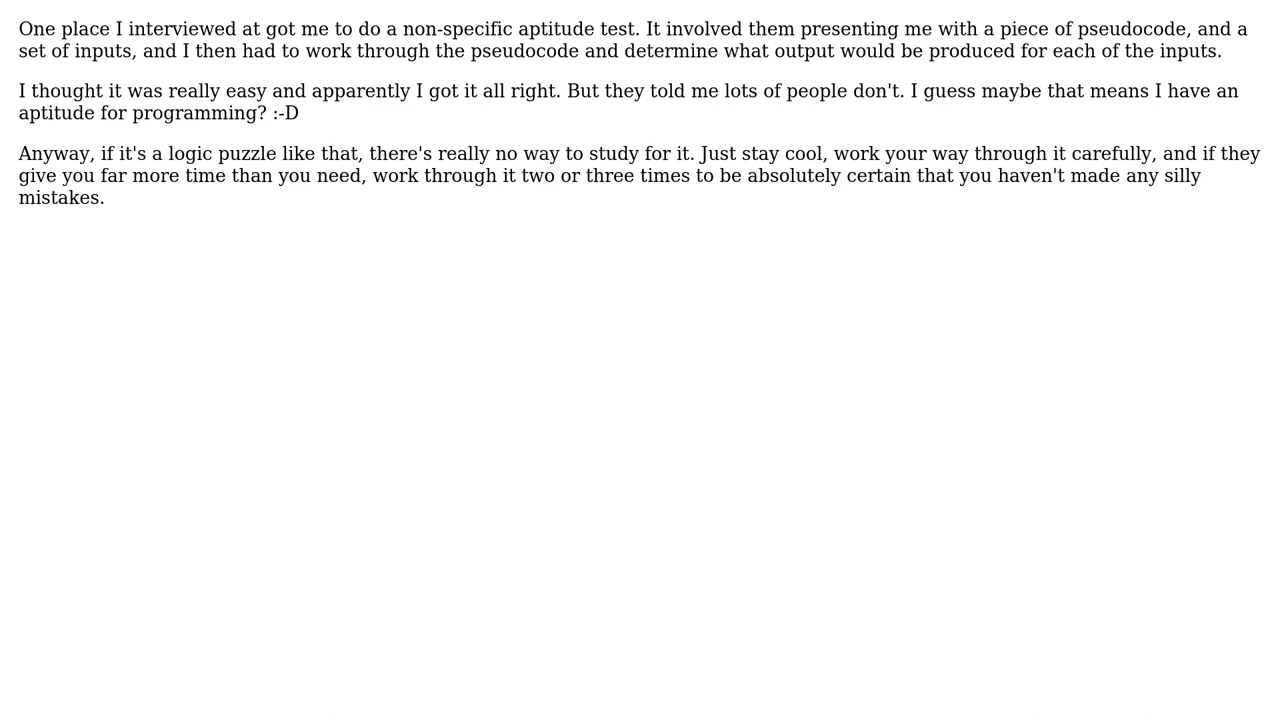 One place I interviewed at got me to do a non-specific aptitude test. It involved them presenting me with a piece of pseudocode, and a
set of inputs, and I then had to work through the pseudocode and determine what output would be produced for each of the inputs.
I thought it was really easy and apparently I got it all right. But they told me lots of people don't. I guess maybe that means I have an
aptitude for programming? :-D
Anyway, if it's a logic puzzle like that, there's really no way to study for it. Just stay cool, work your way through it carefully, and if they
give you far more time than you need, work through it two or three times to be absolutely certain that you haven't made any silly
mistakes.